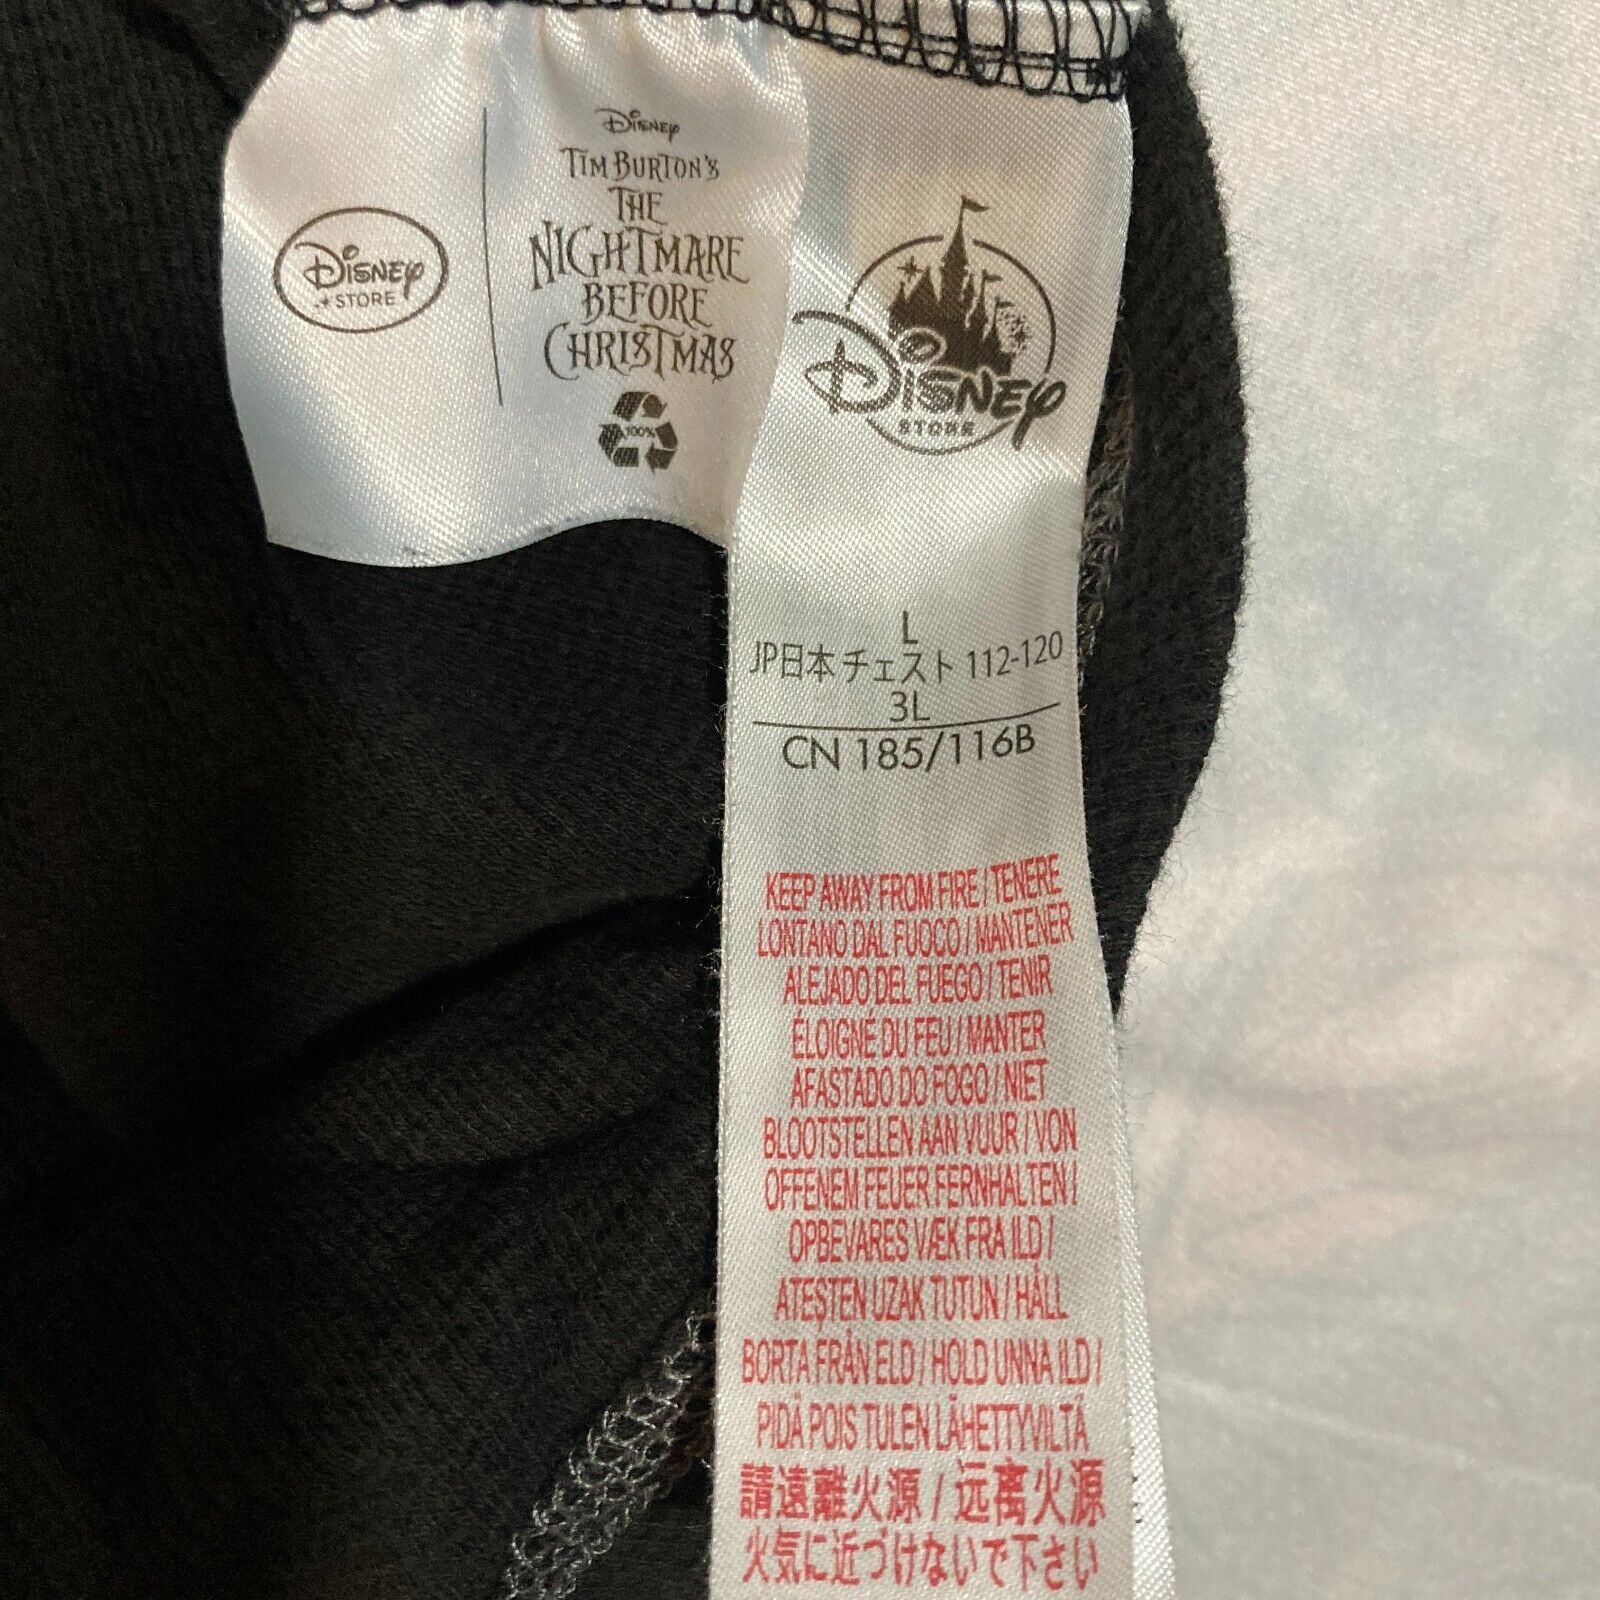 Disney
STORE
Disney
TIM BURTON'S
THE
NIGHTMARE
BEFORE
CHRISTMAS
100%
Disney
STORE
L
JP日本 チェスト 112-120
3L
CN 185/116B
KEEP AWAY FROM FIRE / TENERE
LONTANO DAL FUOCO / MANTENER
ALEJADO DEL FUEGO / TENIR
ÉLOIGNÉ DU FEU / MANTER
AFASTADO DO FOGO / NIET
BLOOTSTELLEN AAN VUUR / VON
OFFENEM FEUER FERNHALTEN /
OPBEVARES VÆK FRA ILD /
ATEŞTEN UZAK TUTUN / HÅLL
BORTA FRÅN ELD / HOLD UNNA ILD /
PIDÄ POIS TULEN LÄHETTYVILTÄ
請遠離火源 / 远离火源
火気に近づけないで下さい